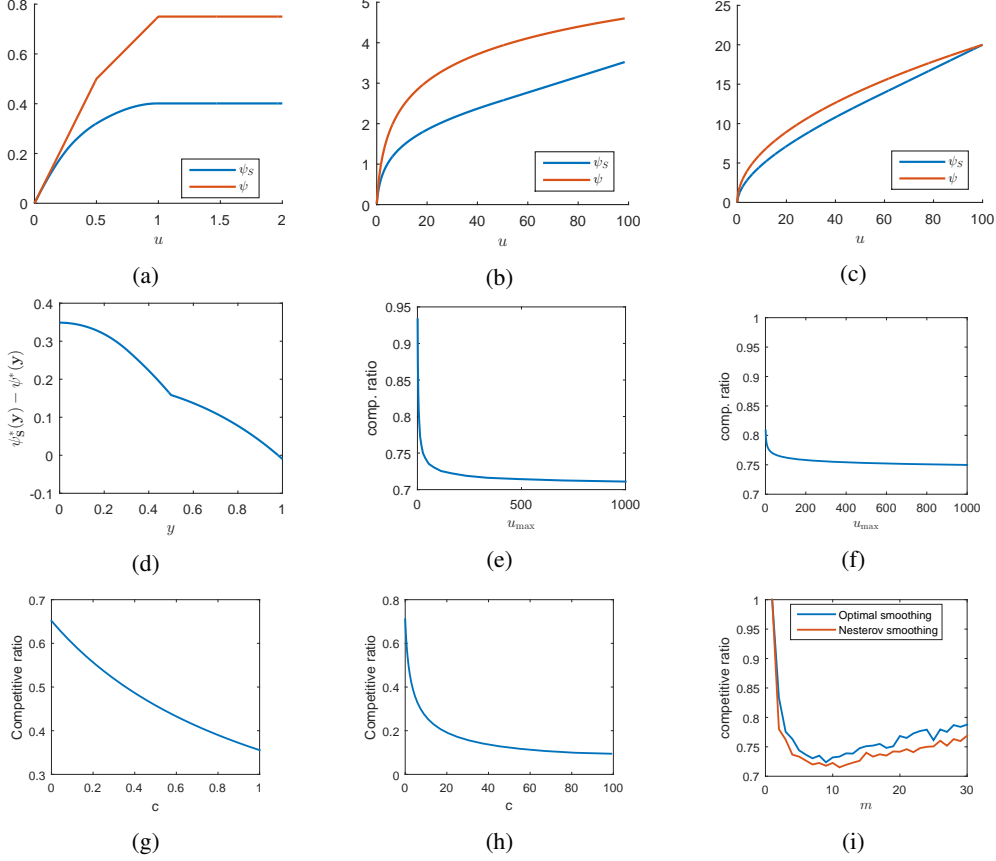 0.8
0.6
0.4
0.2
0
0 0.5 1 1.5 2
u
ψ_S
ψ
(a)
5
4
3
2
1
0
0 20 40 60 80 100
u
ψ_S
ψ
(b)
25
20
15
10
5
0
0 20 40 60 80 100
u
ψ_S
ψ
(c)
ψ*_S(y) − ψ*(y)
0.4
0.3
0.2
0.1
0
-0.1
0 0.2 0.4 0.6 0.8 1
y
(d)
comp. ratio
0.95
0.9
0.85
0.8
0.75
0.7
0 500 1000
u_max
(e)
comp. ratio
1
0.95
0.9
0.85
0.8
0.75
0.7
0 200 400 600 800 1000
u_max
(f)
Competitive ratio
0.7
0.6
0.5
0.4
0.3
0 0.2 0.4 0.6 0.8 1
c
(g)
Competitive ratio
0.8
0.6
0.4
0.2
0
0 20 40 60 80 100
c
(h)
competitive ratio
1
0.95
0.9
0.85
0.8
0.75
0.7
0 10 20 30
m
Optimal smoothing
Nesterov smoothing
(i)